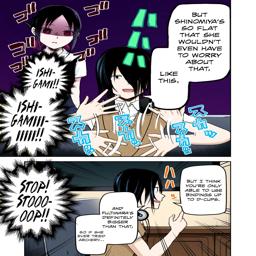 BUT
SHINOMIYA'S
SO FLAT
THAT SHE
WOULDN'T
EVEN HAVE
TO WORRY
ABOUT
THAT.
LIKE
THIS.
ISHI-
GAMI!!
ISHI-
GAMIII
IIIIII!!
STOP!
STOOO-
OOP!!
BUT I THINK
YOU'RE ONLY
ABLE TO USE
BINDINGS UP
TO D-CUPS.
AND
FUJIWARA'S
DEFINITELY
BIGGER
THAN THAT,
SO IF SHE
EVER TRIED
ARCHERY...